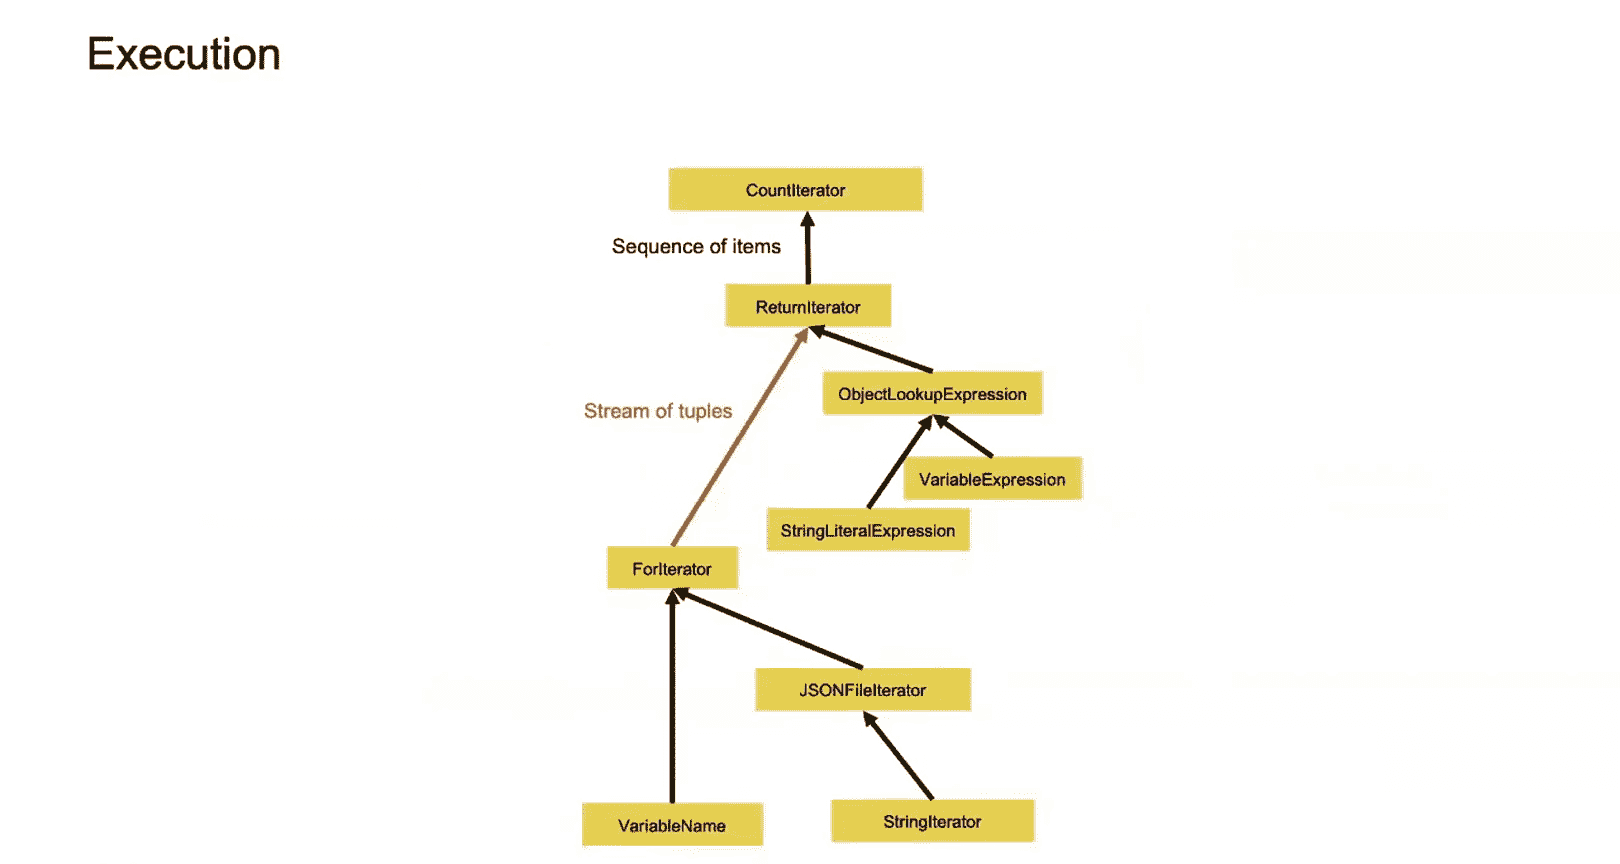 Execution
CountIterator
Sequence of items
ReturnIterator
ObjectLookupExpression
Stream of tuples
VariableExpression
StringLiteralExpression
ForIterator
JSONFileIterator
StringIterator
VariableName